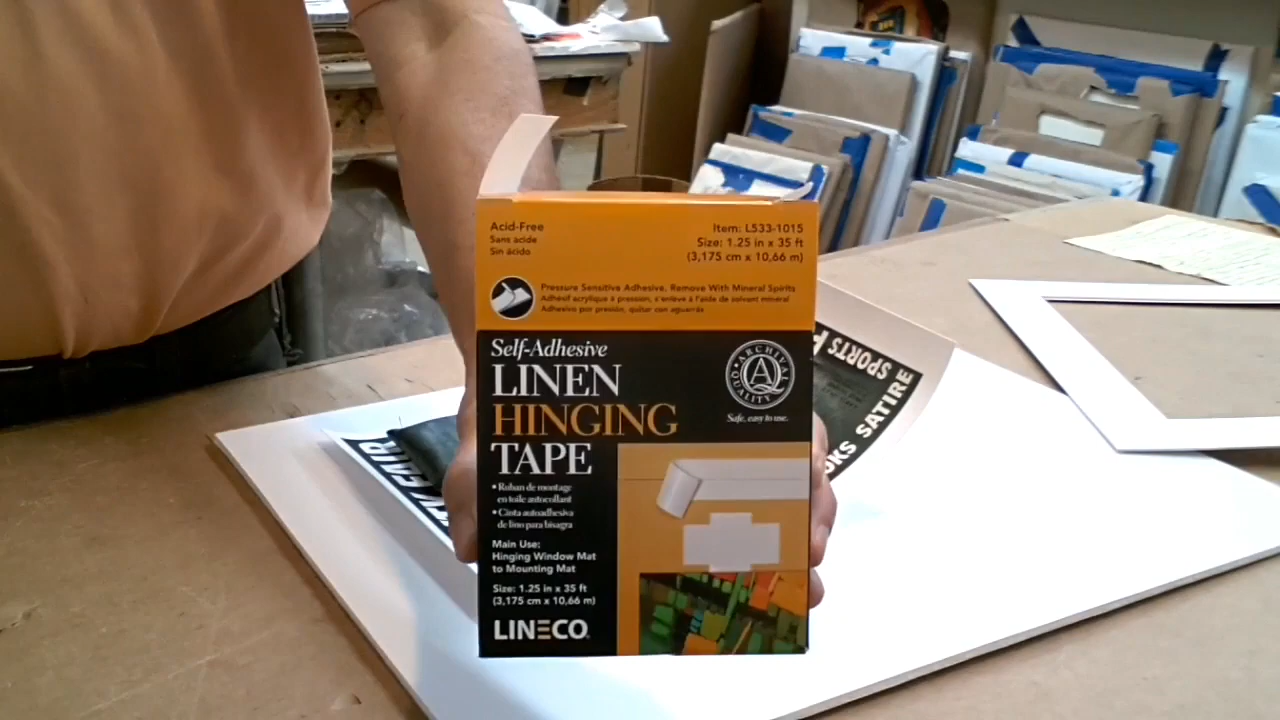 Acid-Free
Sans acide
Sin ácido
Item: L533-1015
Size: 1.25 in x 35 ft
(3,175 cm x 10,66 m)
Pressure Sensitive Adhesive, Remove With Mineral Spirits
Adhésif acrylique à pression, s'enlève à l'aide de solvant minéral
Adhesivo por presión, quitar con aguarrás
Self-Adhesive
LINEN
HINGING
TAPE
ARCHIVAL
QUALITY
AQ
Safe, easy to use.
• Ruban de montage
en toile autocollant
• Cinta autoadhesiva
de lino para bisagra
Main Use:
Hinging Window Mat
to Mounting Mat
Size: 1.25 in x 35 ft
(3,175 cm x 10,66 m)
LINECO
SPORTS
OKS SATIRE
FAIR